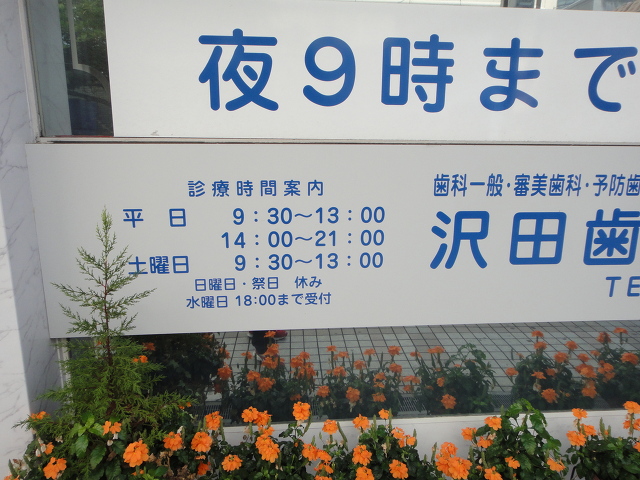 夜9時まで
診療時間案内
平 日 9:30〜13:00
14:00〜21:00
土曜日 9:30〜13:00
日曜日・祭日 休み
水曜日 18:00まで受付
歯科一般・審美歯科・予防歯
沢田歯
TE